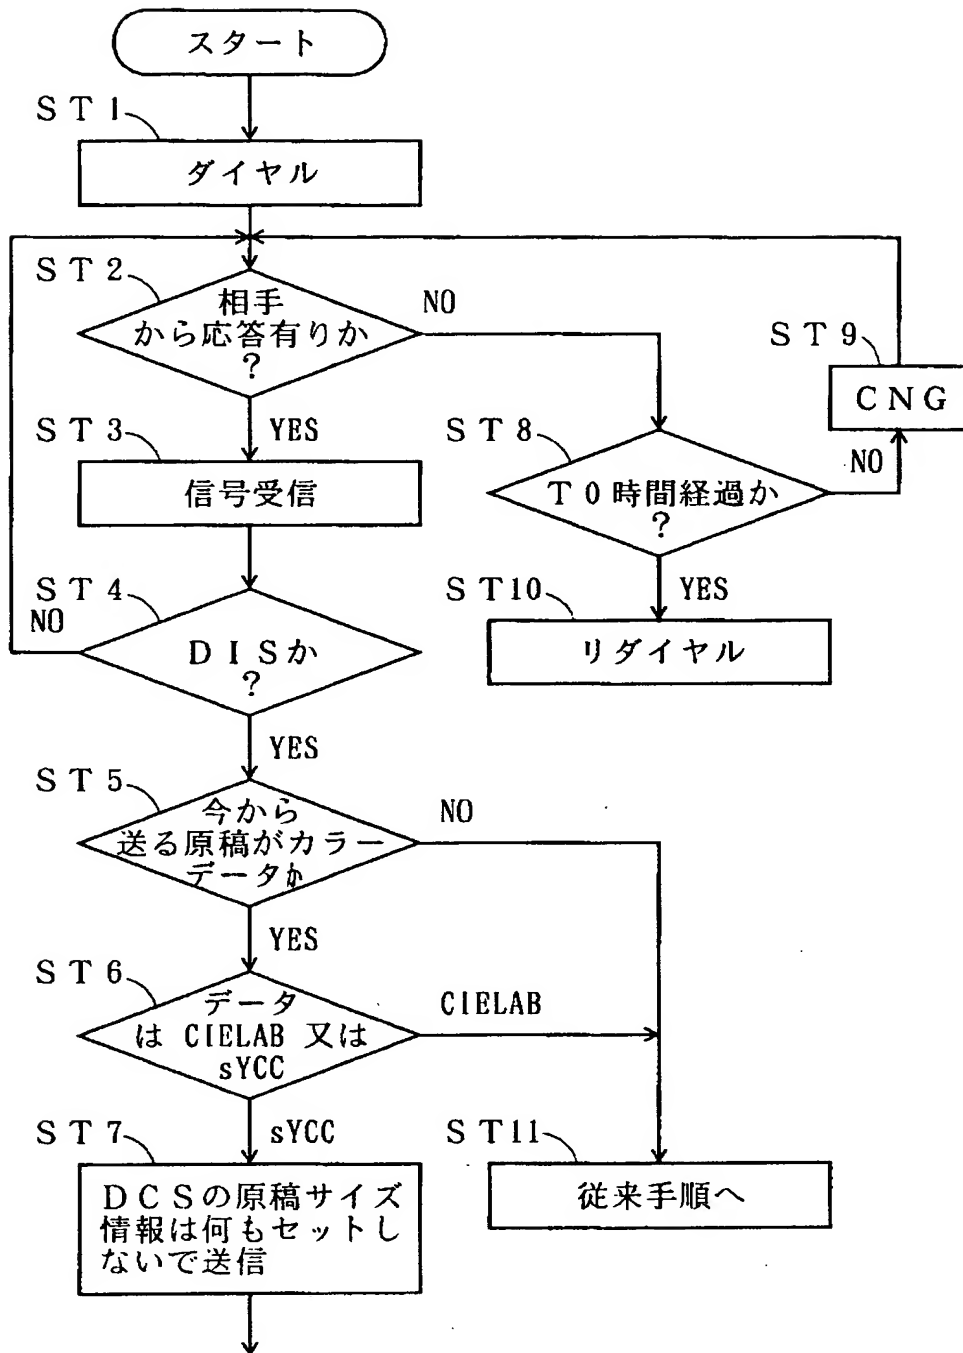 スタート
ST1
ダイヤル
ST2
相手
から応答有りか
?
NO
YES
ST3
信号受信
ST4
NO
DISか
?
YES
ST5
今から
送る原稿がカラー
データか
NO
YES
ST6
データ
は CIELAB 又は
sYCC
CIELAB
sYCC
ST7
DCSの原稿サイズ
情報は何もセットし
ないで送信
ST8
T0時間経過か
?
NO
YES
ST9
CNG
ST10
リダイヤル
ST11
従来手順へ